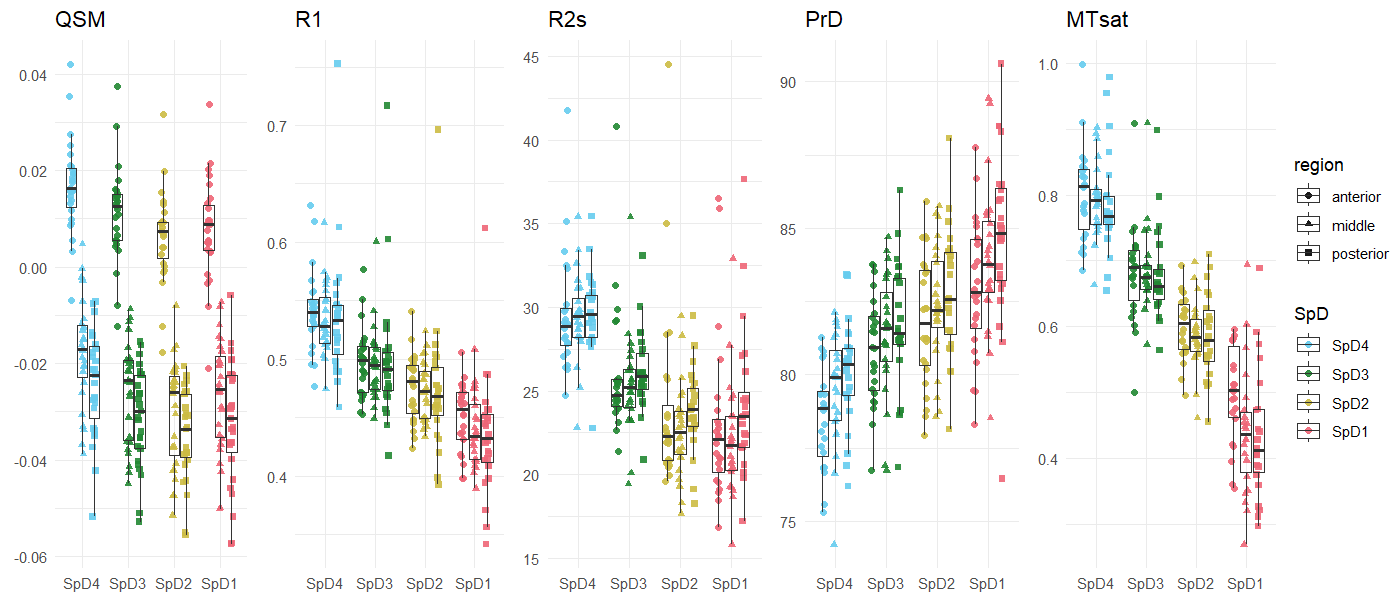 QSM
R1
R2s
PrD
MTsat
0.04
0.02
0.00
-0.02
-0.04
-0.06
0.7
0.6
0.5
0.4
45
40
35
30
25
20
15
90
85
80
75
1.0
0.8
0.6
0.4
SpD4 SpD3 SpD2 SpD1
SpD4 SpD3 SpD2 SpD1
SpD4 SpD3 SpD2 SpD1
SpD4 SpD3 SpD2 SpD1
SpD4 SpD3 SpD2 SpD1
region
anterior
middle
posterior
SpD
SpD4
SpD3
SpD2
SpD1